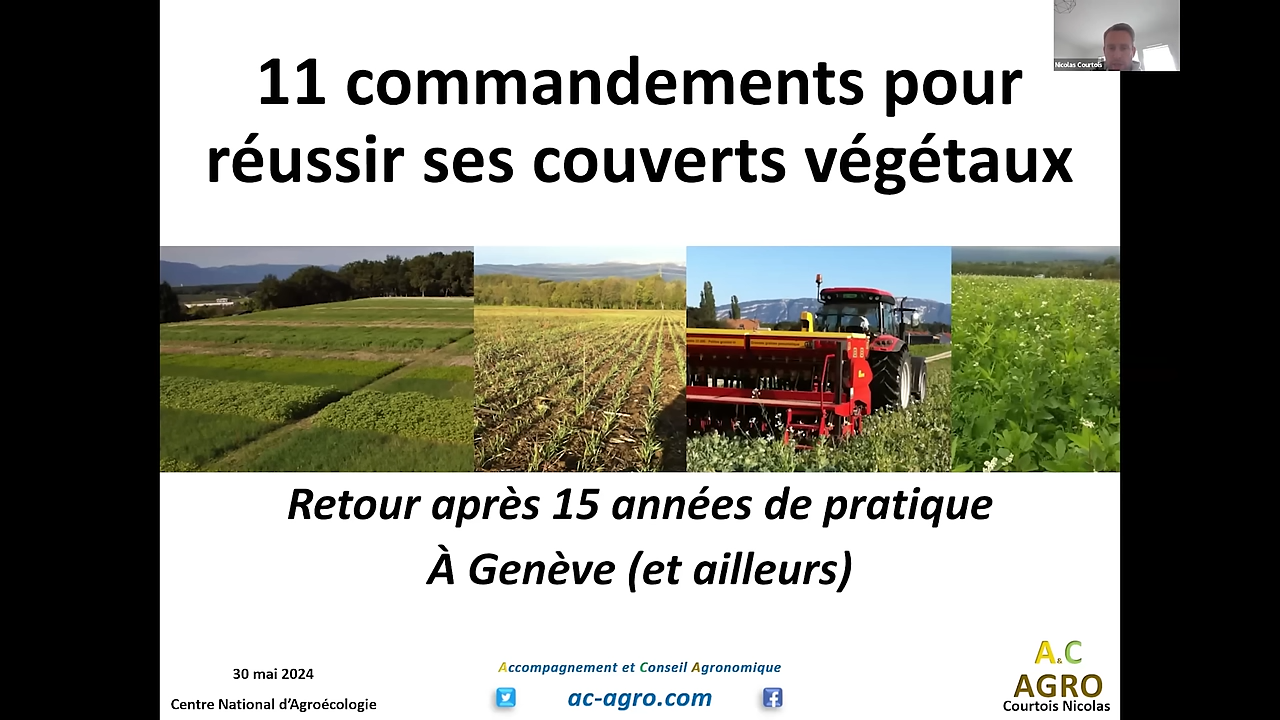 Nicolas Courtois
11 commandements pour
réussir ses couverts végétaux
Retour après 15 années de pratique
À Genève (et ailleurs)
30 mai 2024
Centre National d'Agroécologie
Accompagnement et Conseil Agronomique
ac-agro.com
A&C
AGRO
Courtois Nicolas